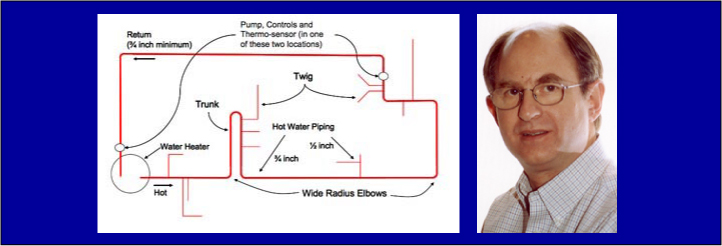 Pump, Controls and
Thermo-sensor (in one
of these two locations)
Return
(¾ inch minimum)
Twig
Trunk
Hot Water Piping
Water Heater
½ inch
¾ inch
Hot
Wide Radius Elbows